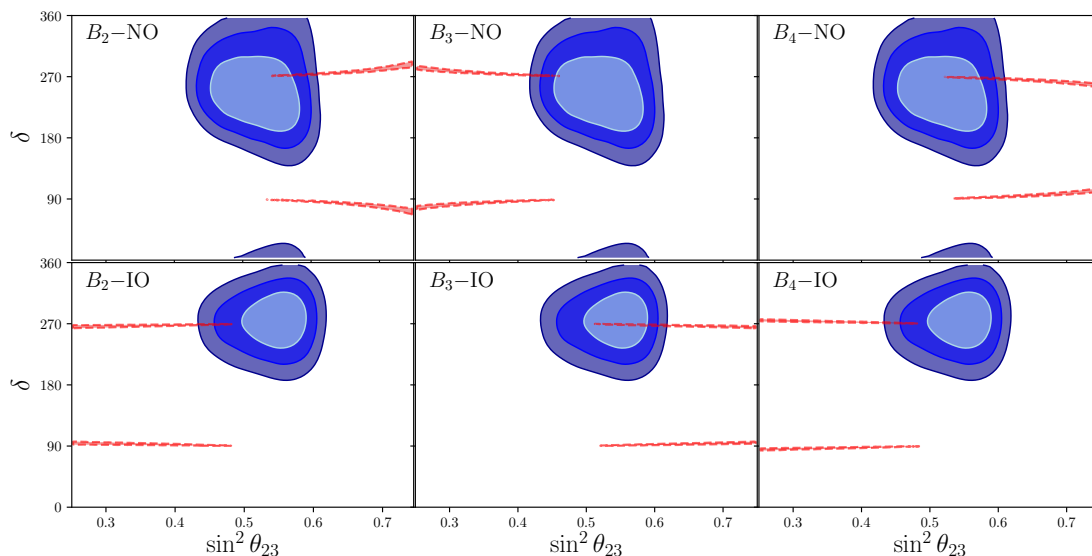 360
270
180
90
δ
B₂−NO
B₃−NO
B₄−NO
360
270
180
90
0
δ
B₂−IO
B₃−IO
B₄−IO
0.3 0.4 0.5 0.6 0.7 0.3 0.4 0.5 0.6 0.7 0.3 0.4 0.5 0.6 0.7
sin² θ₂₃ sin² θ₂₃ sin² θ₂₃